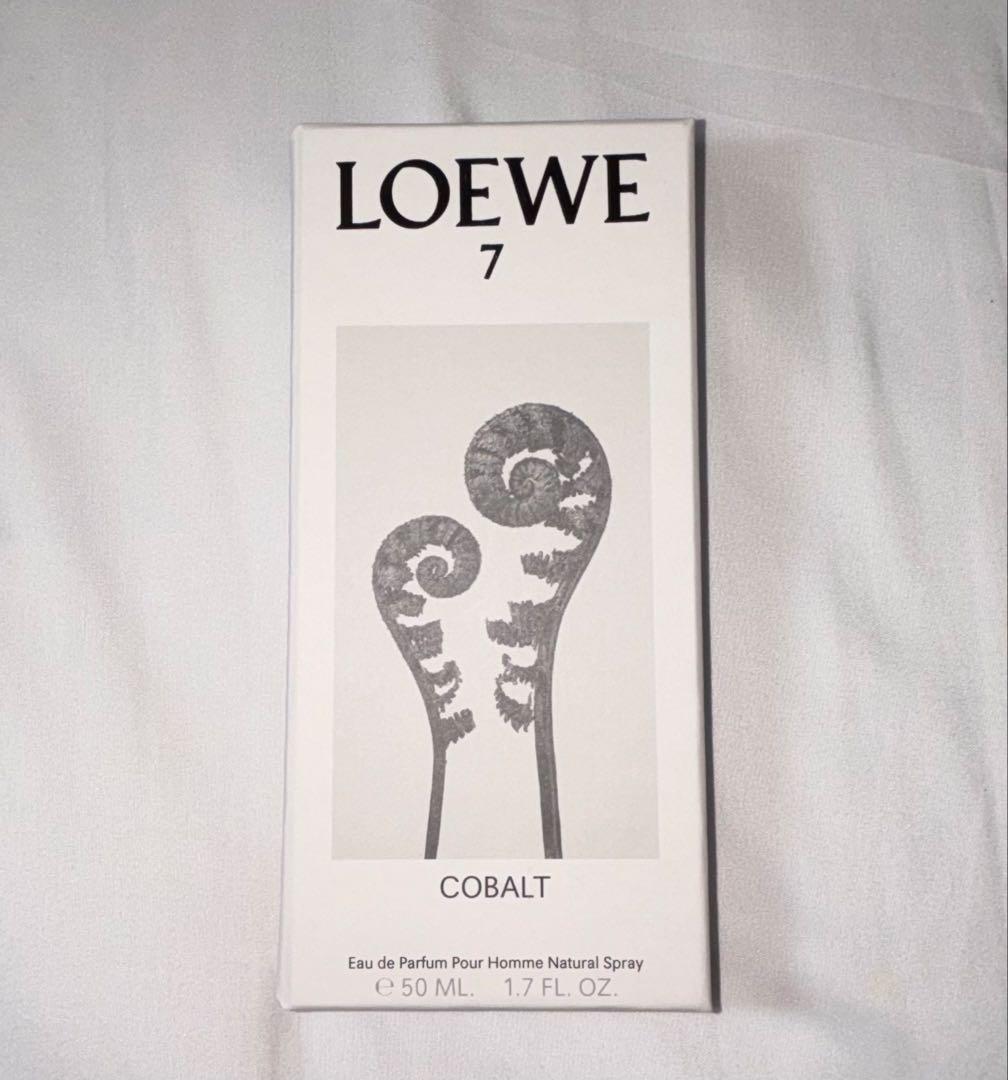 LOEWE
7
COBALT
Eau de Parfum Pour Homme Natural Spray
℮ 50 ML. 1.7 FL. OZ.